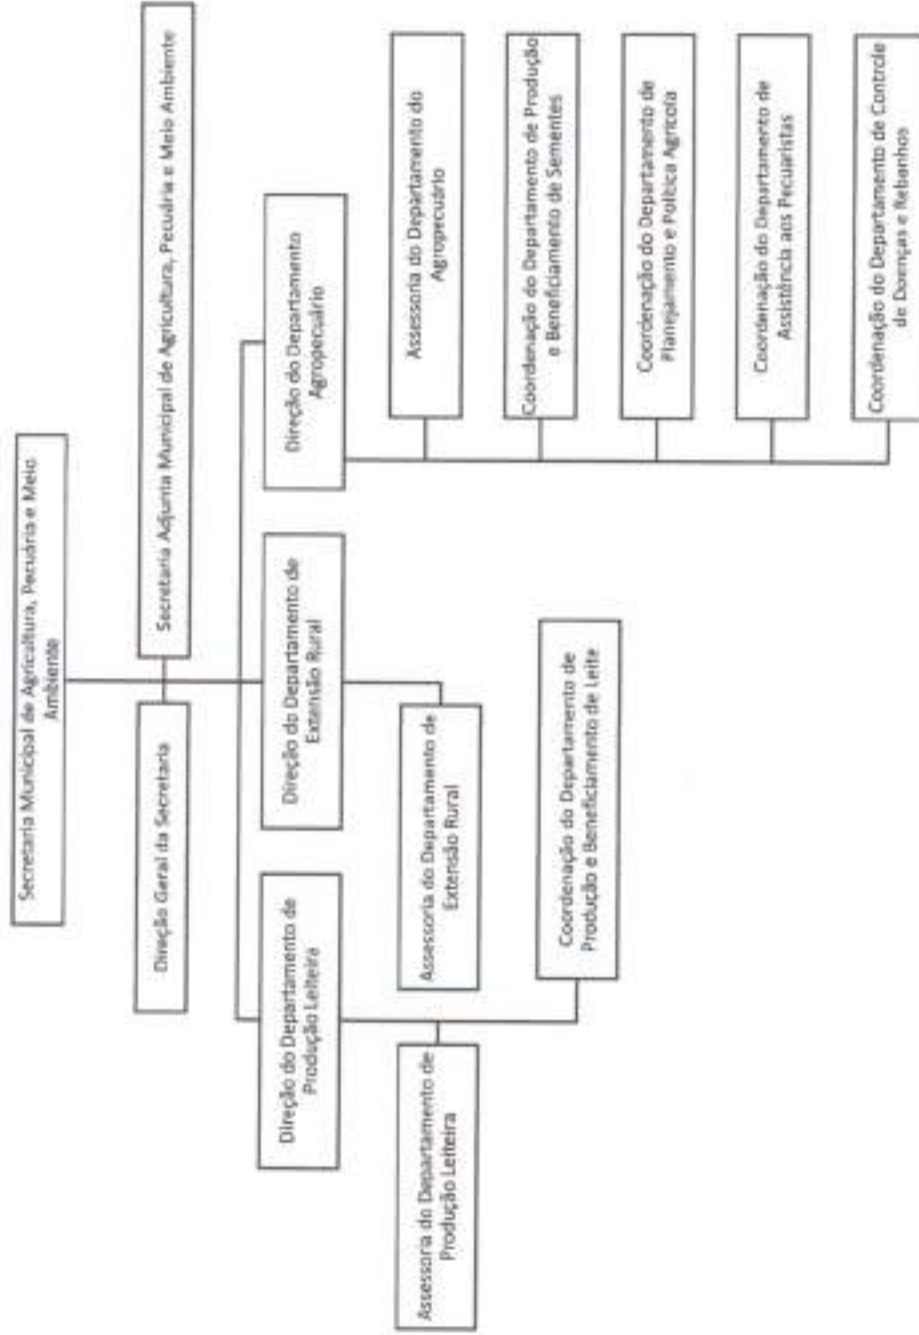 Secretaria Municipal de Agricultura, Pecuária e Meio
Ambiente
Direção Geral da Secretaria
Secretaria Adjunta Municipal de Agricultura, Pecuária e Meio Ambiente
Direção do Departamento de
Produção Leiteira
Direção do Departamento de
Extensão Rural
Direção do Departamento
Agropecuário
Assessoria do Departamento de
Produção Leiteira
Coordenação do Departamento de
Produção e Beneficiamento de Leite
Assessoria do Departamento de
Extensão Rural
Assessoria do Departamento do
Agropecuário
Coordenação do Departamento de Produção
e Beneficiamento de Sementes
Coordenação do Departamento de
Planejamento e Política Agrícola
Coordenação do Departamento de
Assistência aos Pecuaristas
Coordenação do Departamento de Controle
de Doenças e Rebanhos